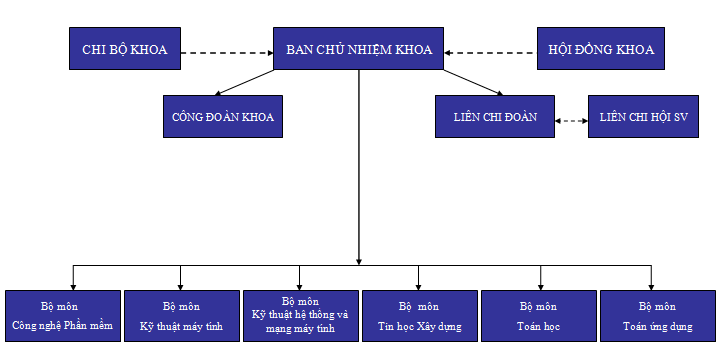 CHI BỘ KHOA
BAN CHỦ NHIỆM KHOA
HỘI ĐỒNG KHOA
CÔNG ĐOÀN KHOA
LIÊN CHI ĐOÀN
LIÊN CHI HỘI SV
Bộ môn
Công nghệ Phần mềm
Bộ môn
Kỹ thuật máy tính
Bộ môn
Kỹ thuật hệ thống và
mạng máy tính
Bộ môn
Tin học Xây dựng
Bộ môn
Toán học
Bộ môn
Toán ứng dụng